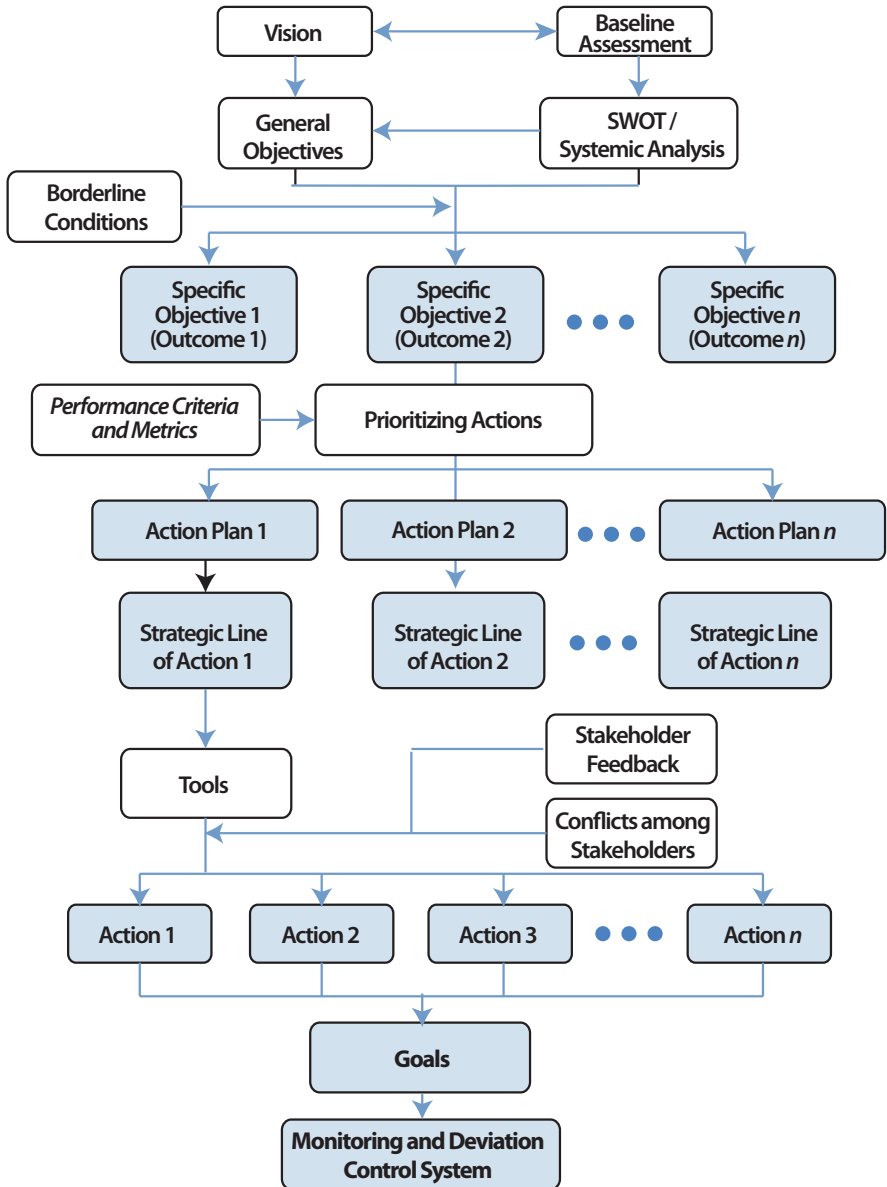 Vision
Baseline
Assessment
General
Objectives
SWOT /
Systemic Analysis
Borderline
Conditions
Specific
Objective 1
(Outcome 1)
Specific
Objective 2
(Outcome 2)
Specific
Objective n
(Outcome n)
Performance Criteria
and Metrics
Prioritizing Actions
Action Plan 1
Action Plan 2
Action Plan n
Strategic Line
of Action 1
Strategic Line
of Action 2
Strategic Line
of Action n
Tools
Stakeholder
Feedback
Conflicts among
Stakeholders
Action 1
Action 2
Action 3
Action n
Goals
Monitoring and Deviation
Control System